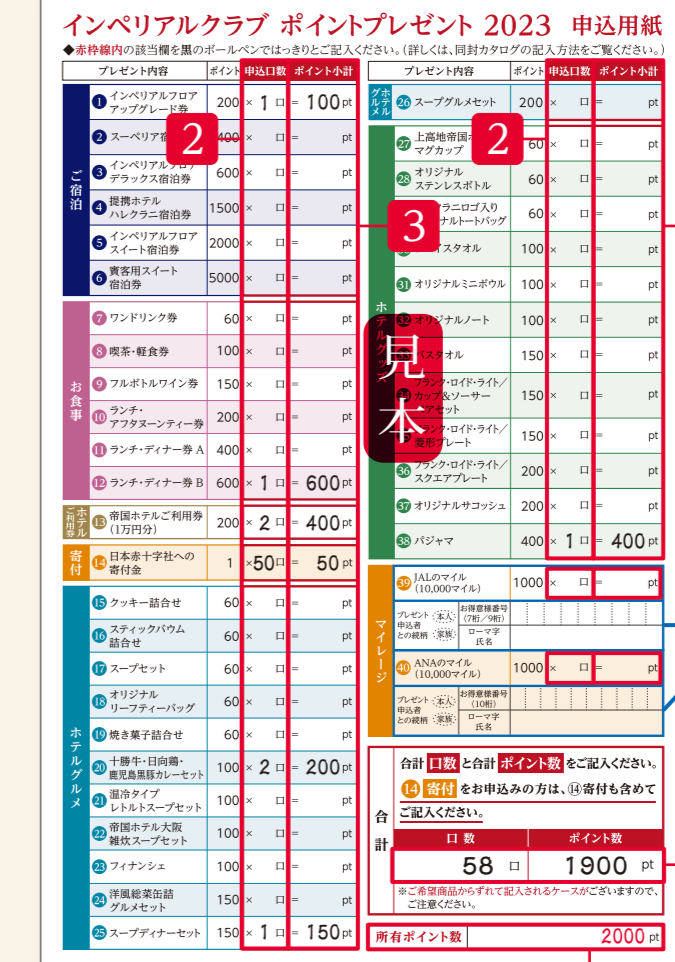 インペリアルクラブ ポイントプレゼント 2023 申込用紙
◆赤枠線内の該当欄を黒のボールペンではっきりとご記入ください。(詳しくは、同封カタログの記入方法をご覧ください。)
プレゼント内容 ポイント 申込口数 ポイント小計
ご宿泊
1 インペリアルフロア
アップグレード券 200 × 1 口 = 100 pt
2 スーペリア 400 × 口 = pt
2
3 インペリアルフロア
デラックス宿泊券 600 × 口 = pt
4 提携ホテル
ハレクラニ宿泊券 1500 × 口 = pt
5 インペリアルフロア
スイート宿泊券 2000 × 口 = pt
6 賓客用スイート
宿泊券 5000 × 口 = pt
お食事
7 ワンドリンク券 60 × 口 = pt
8 喫茶・軽食券 100 × 口 = pt
9 フルボトルワイン券 150 × 口 = pt
10 ランチ・
アフタヌーンティー券 200 × 口 = pt
11 ランチ・ディナー券 A 400 × 口 = pt
12 ランチ・ディナー券 B 600 × 1 口 = 600 pt
ホテルご利用券
13 帝国ホテルご利用券
(1万円分) 200 × 2 口 = 400 pt
寄付
14 日本赤十字社への
寄付金 1 × 50 口 = 50 pt
ホテルグルメ
15 クッキー詰合せ 60 × 口 = pt
16 スティックバウム
詰合せ 60 × 口 = pt
17 スープセット 60 × 口 = pt
18 オリジナル
リーフティーバッグ 60 × 口 = pt
19 焼き菓子詰合せ 60 × 口 = pt
20 十勝牛・日向鶏・
鹿児島黒豚カレーセット 100 × 2 口 = 200 pt
21 温冷タイプ
レトルトスープセット 100 × 口 = pt
22 帝国ホテル大阪
雑炊スープセット 100 × 口 = pt
23 フィナンシェ 100 × 口 = pt
24 洋風総菜缶詰
グルメセット 150 × 口 = pt
25 スープディナーセット 150 × 1 口 = 150 pt
3
プレゼント内容 ポイント 申込口数 ポイント小計
ホテルグルメ
26 スープグルメセット 200 × 口 = pt
ホテルグッズ
27 上高地帝国
マグカップ 60 × 口 = pt
2
28 オリジナル
ステンレスボトル 60 × 口 = pt
ラニロゴ入り
ナルトートバッグ 60 × 口 = pt
イスタオル 100 × 口 = pt
31 オリジナルミニボウル 100 × 口 = pt
32 オリジナルノート 100 × 口 = pt
バスタオル 150 × 口 = pt
フランク・ロイド・ライト/
カップ&ソーサー
アセット 150 × 口 = pt
ランク・ロイド・ライト/
菱形プレート 150 × 口 = pt
36 フランク・ロイド・ライト/
スクエアプレート 200 × 口 = pt
37 オリジナルサコッシュ 200 × 口 = pt
38 パジャマ 400 × 1 口 = 400 pt
見本
マイレージ
39 JALのマイル
(10,000マイル) 1000 × 口 = pt
プレゼント
申込者
との続柄 本人 家族
お得意様番号
(7桁/9桁)
ローマ字
氏名
40 ANAのマイル
(10,000マイル) 1000 × 口 = pt
プレゼント
申込者
との続柄 本人 家族
お得意様番号
(10桁)
ローマ字
氏名
合計
合計 口数 と合計 ポイント数 をご記入ください。
14 寄付 をお申込みの方は、⑭寄付も含めて
ご記入ください。
口数 ポイント数
58 口 1900 pt
※ご希望商品からずれて記入されるケースがございますので、
ご注意ください。
所有ポイント数 2000 pt